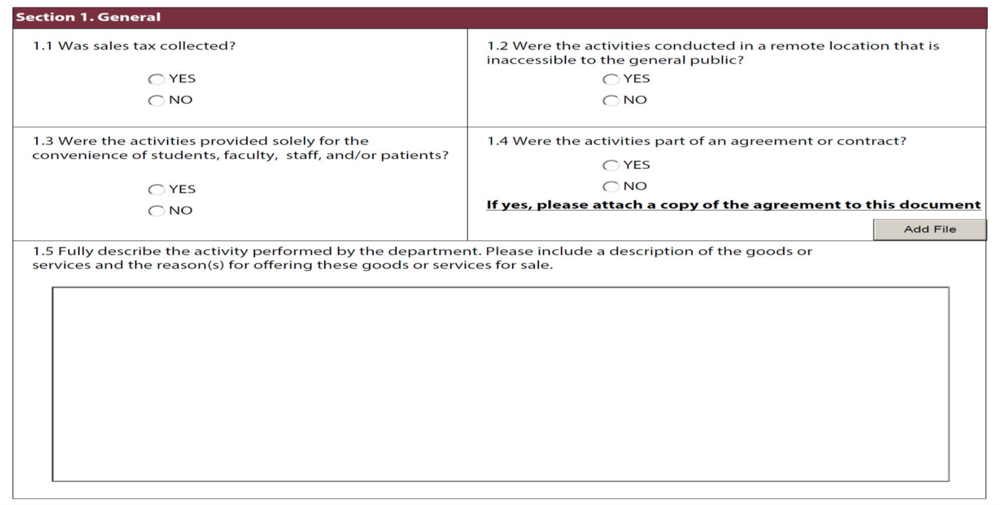 Section 1. General
1.1 Was sales tax collected?
YES
NO
1.2 Were the activities conducted in a remote location that is
inaccessible to the general public?
YES
NO
1.3 Were the activities provided solely for the
convenience of students, faculty,  staff, and/or patients?
YES
NO
1.4 Were the activities part of an agreement or contract?
YES
NO
If yes, please attach a copy of the agreement to this document
Add File
1.5 Fully describe the activity performed by the department. Please include a description of the goods or
services and the reason(s) for offering these goods or services for sale.